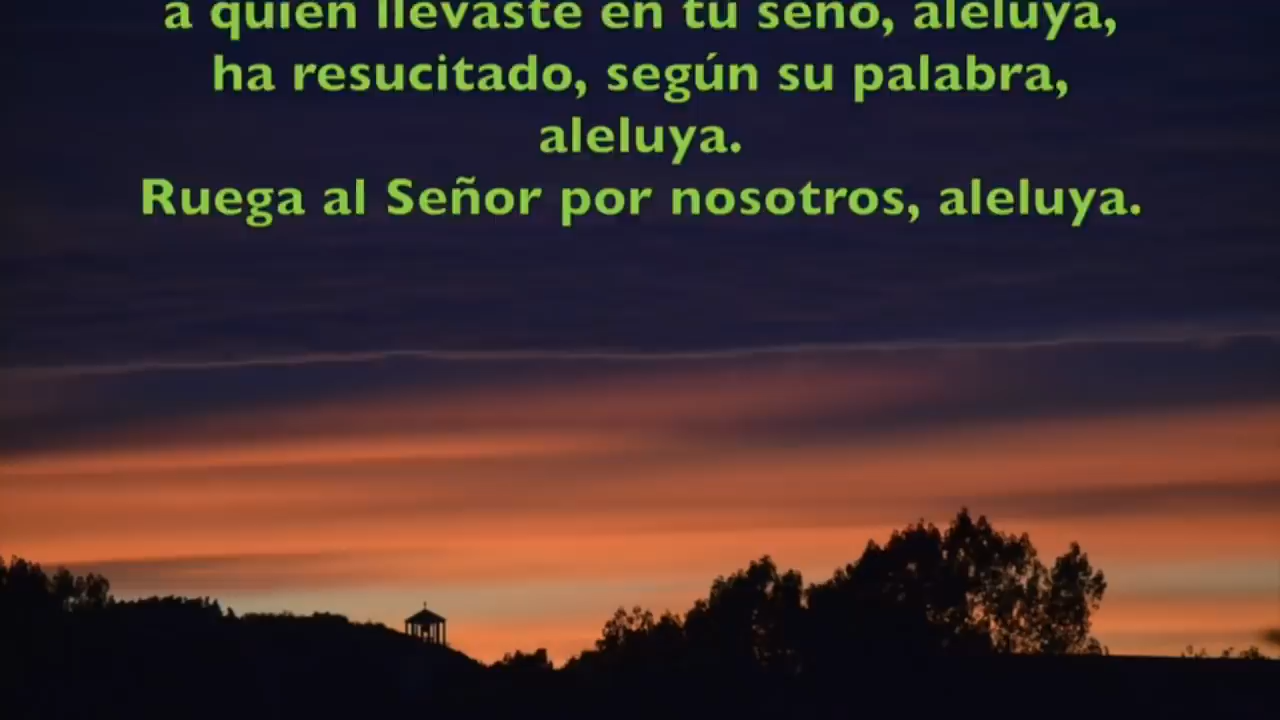 a quien llevaste en tu seno, aleluya,
ha resucitado, según su palabra,
aleluya.
Ruega al Señor por nosotros, aleluya.